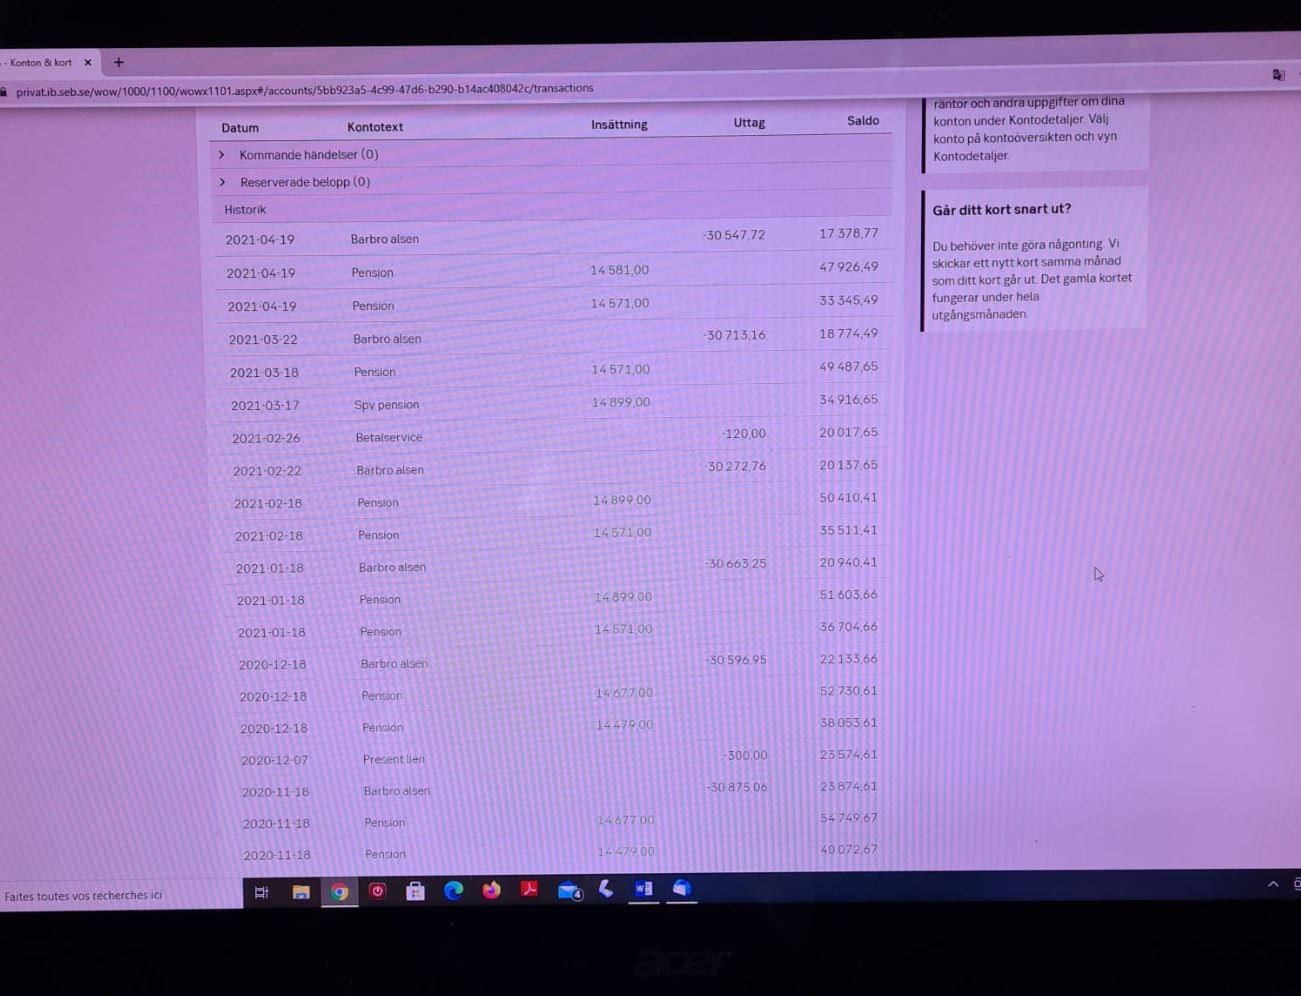 - Konton & kort × +
privat.ib.seb.se/wow/1000/1100/wowx1101.aspx#/accounts/5bb923a5-4c99-47d6-b290-b14ac408042c/transactions
Datum Kontotext Insättning Uttag Saldo
Kommande händelser (0)
Reserverade belopp (0)
Historik
2021-04-19 Barbro alsen -30 547,72 17 378,77
2021-04-19 Pension 14 581,00 47 926,49
2021-04-19 Pension 14 571,00 33 345,49
2021-03-22 Barbro alsen -30 713,16 18 774,49
2021-03-18 Pension 14 571,00 49 487,65
2021-03-17 Spv pension 14 899,00 34 916,65
2021-02-26 Betalservice -120,00 20 017,65
2021-02-22 Barbro alsen -30 272,76 20 137,65
2021-02-18 Pension 14 899,00 50 410,41
2021-02-18 Pension 14 571,00 35 511,41
2021-01-18 Barbro alsen -30 663,25 20 940,41
2021-01-18 Pension 14 899,00 51 603,66
2021-01-18 Pension 14 571,00 36 704,66
2020-12-18 Barbro alsen -30 596,95 22 133,66
2020-12-18 Pension 14 677,00 52 730,61
2020-12-18 Pension 14 479,00 38 053,61
2020-12-07 Present lien -300,00 23 574,61
2020-11-18 Barbro alsen -30 875,06 23 874,61
2020-11-18 Pension 14 677,00 54 749,67
2020-11-18 Pension 14 479,00 40 072,67
räntor och andra uppgifter om dina
konton under Kontodetaljer. Välj
konto på kontoöversikten och vyn
Kontodetaljer.
Går ditt kort snart ut?
Du behöver inte göra någonting. Vi
skickar ett nytt kort samma månad
som ditt kort går ut. Det gamla kortet
fungerar under hela
utgångsmånaden.
Faites toutes vos recherches ici
4
W
acer